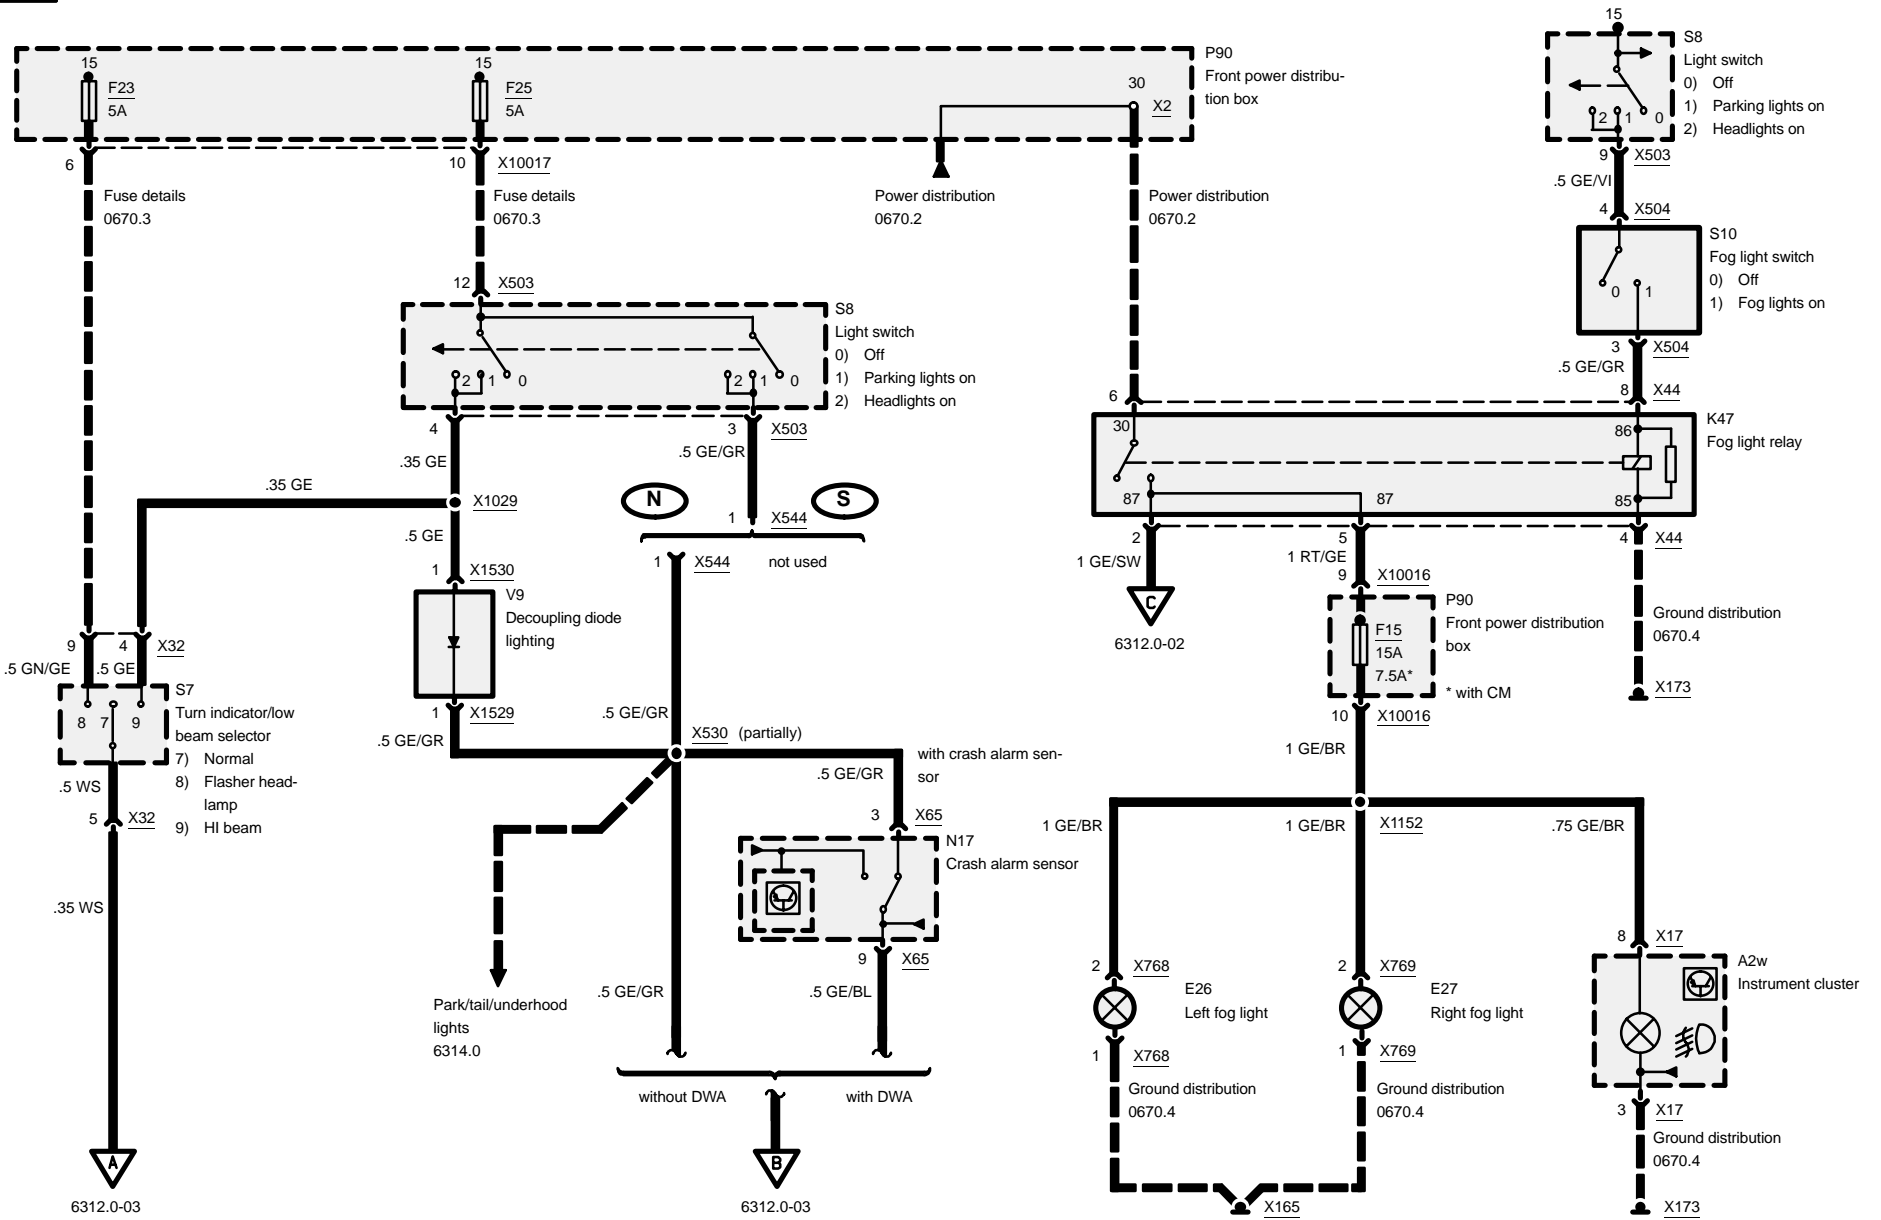 15
F23
5A
15
F25
5A
30
X2
P90
Front power distribu-
tion box
15
S8
Light switch
0) Off
1) Parking lights on
2) Headlights on
2 1 0
6
10 X10017
Fuse details
0670.3
Fuse details
0670.3
Power distribution
0670.2
Power distribution
0670.2
9 X503
.5 GE/VI
4 X504
S10
Fog light switch
0) Off
1) Fog lights on
0 1
3 X504
.5 GE/GR
8 X44
12 X503
S8
Light switch
0) Off
1) Parking lights on
2) Headlights on
2 1 0
2 1 0
4
3 X503
.35 GE
.5 GE/GR
6
K47
Fog light relay
30
86
87
87
85
.35 GE
X1029
N
S
1 X544
.5 GE
1 X544
not used
2
5
4 X44
1 GE/SW
1 RT/GE
9 X10016
C
6312.0-02
P90
Front power distribution
box
F15
15A
7.5A*
* with CM
Ground distribution
0670.4
X173
1 X1530
V9
Decoupling diode
lighting
9
4 X32
.5 GN/GE
.5 GE
S7
Turn indicator/low
beam selector
7) Normal
8) Flasher head-
lamp
9) HI beam
8 7 9
1 X1529
.5 GE/GR
.5 GE/GR
X530 (partially)
10 X10016
1 GE/BR
.5 WS
5 X32
with crash alarm sen-
sor
.5 GE/GR
3 X65
N17
Crash alarm sensor
1 GE/BR
1 GE/BR
X1152
.75 GE/BR
.35 WS
9 X65
8 X17
A2w
Instrument cluster
2 X768
E26
Left fog light
2 X769
E27
Right fog light
Park/tail/underhood
lights
6314.0
.5 GE/GR
.5 GE/BL
1 X768
1 X769
Ground distribution
0670.4
Ground distribution
0670.4
without DWA
with DWA
3 X17
Ground distribution
0670.4
A
6312.0-03
B
6312.0-03
X165
X173